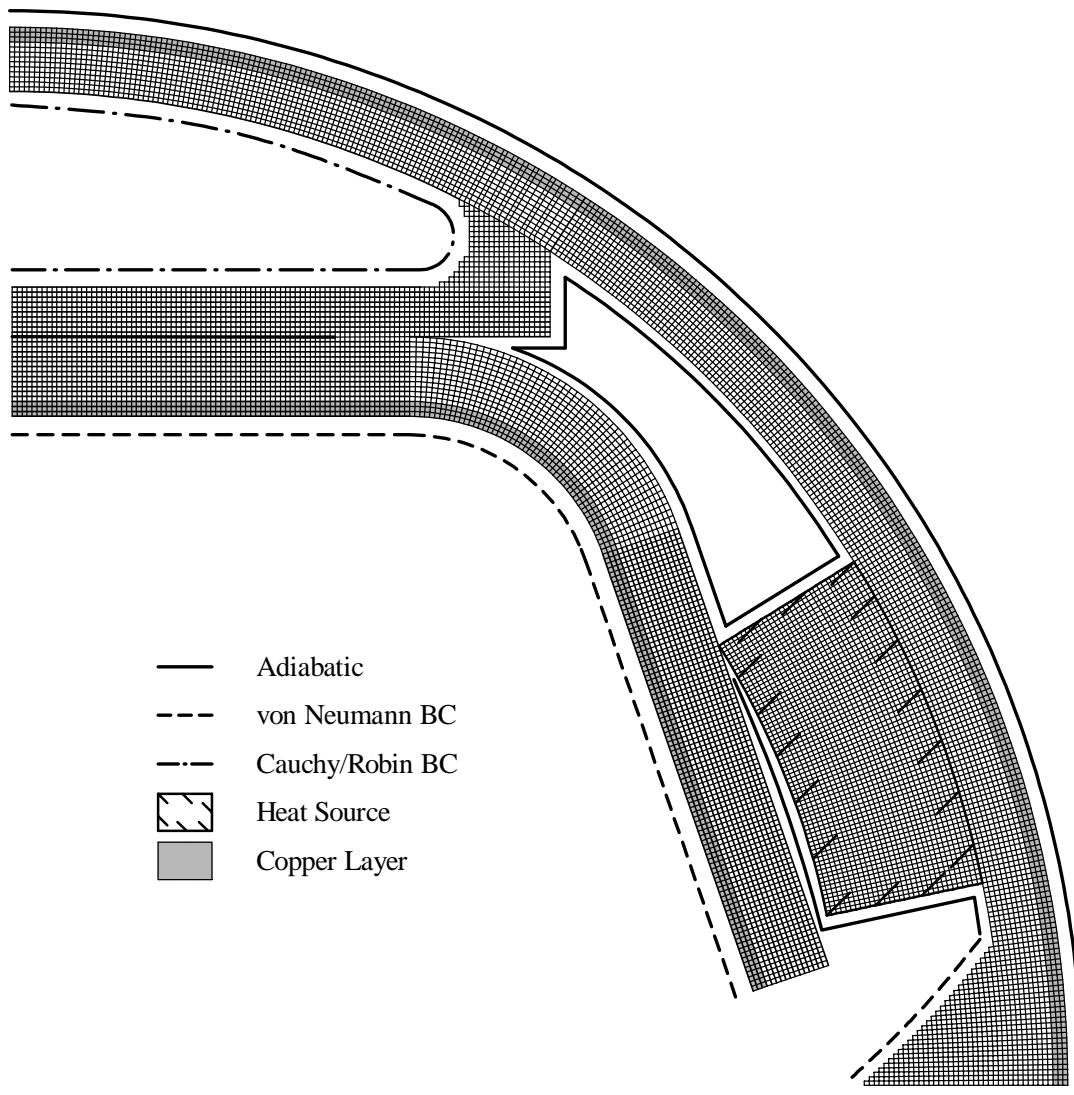 Adiabatic
von Neumann BC
Cauchy/Robin BC
Heat Source
Copper Layer